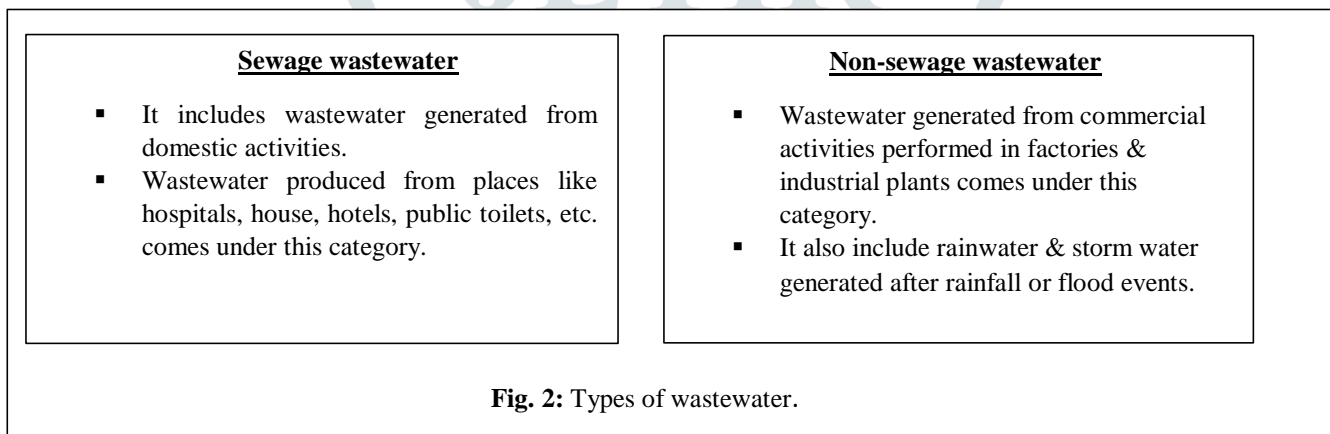 Sewage wastewater
▪ It includes wastewater generated from
domestic activities.
▪ Wastewater produced from places like
hospitals, house, hotels, public toilets, etc.
comes under this category.
Non-sewage wastewater
▪ Wastewater generated from commercial
activities performed in factories &
industrial plants comes under this
category.
▪ It also include rainwater & storm water
generated after rainfall or flood events.
Fig. 2: Types of wastewater.